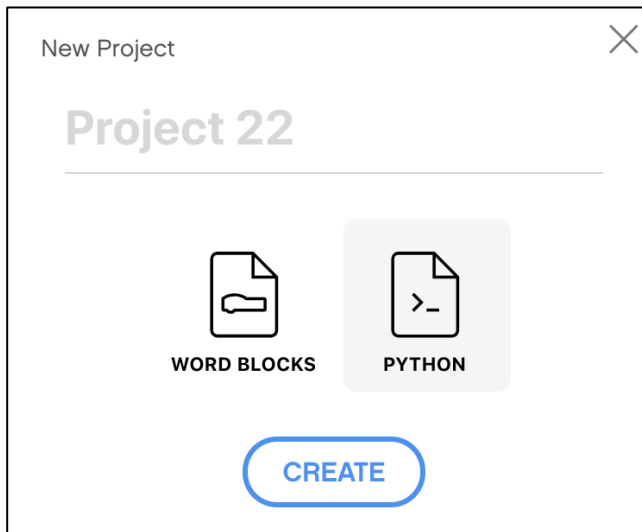 New Project
Project 22
>_
WORD BLOCKS
PYTHON
CREATE